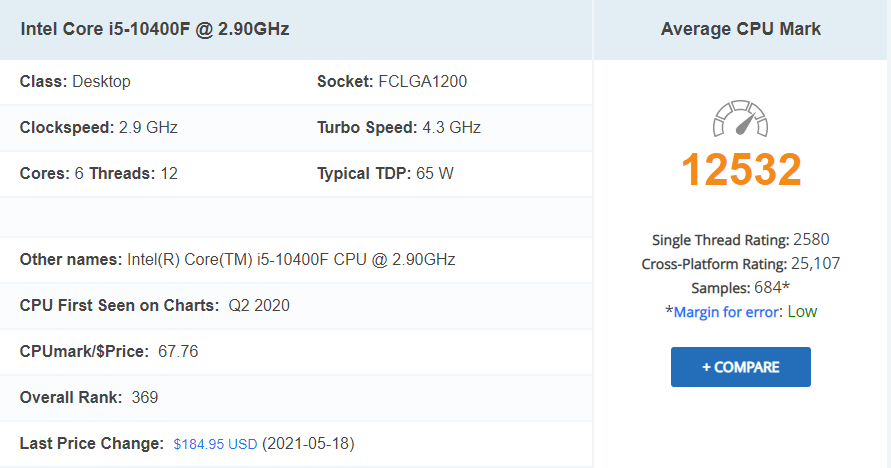 Intel Core i5-10400F @ 2.90GHz
Average CPU Mark
Class: Desktop
Socket: FCLGA1200
Clockspeed: 2.9 GHz
Turbo Speed: 4.3 GHz
Cores: 6 Threads: 12
Typical TDP: 65 W
Other names: Intel(R) Core(TM) i5-10400F CPU @ 2.90GHz
CPU First Seen on Charts: Q2 2020
CPUmark/$Price: 67.76
Overall Rank: 369
Last Price Change: $184.95 USD (2021-05-18)
12532
Single Thread Rating: 2580
Cross-Platform Rating: 25,107
Samples: 684*
*Margin for error: Low
+ COMPARE